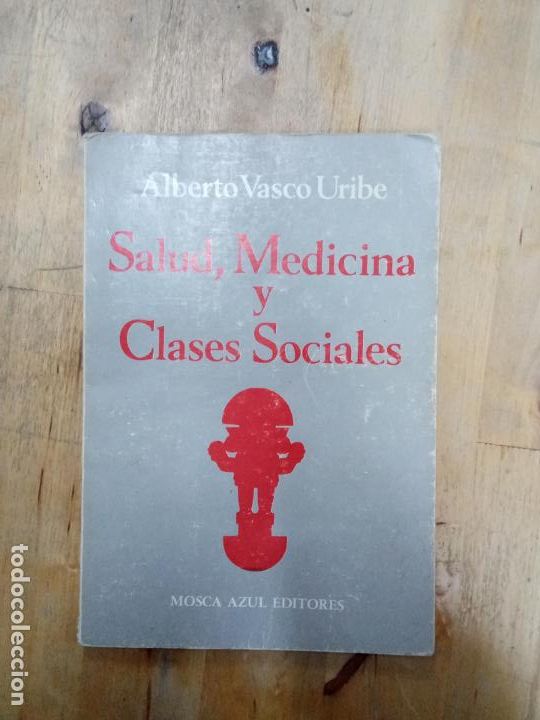 Alberto Vasco Uribe
Salud, Medicina
y
Clases Sociales
MOSCA AZUL EDITORES
todocoleccion